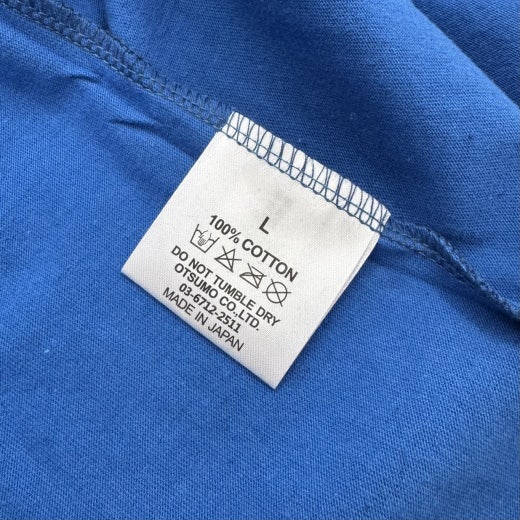 L
100% COTTON
DO NOT TUMBLE DRY
OTSUMO CO.,LTD.
03-6712-2511
MADE IN JAPAN